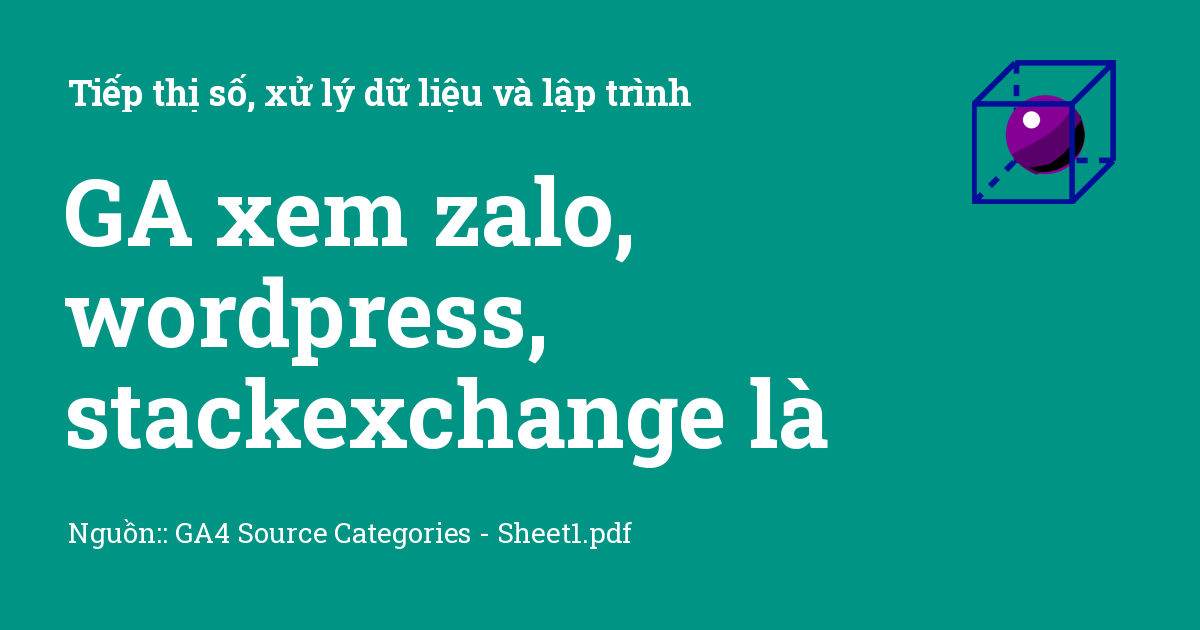 Tiếp thị số, xử lý dữ liệu và lập trình
GA xem zalo,
wordpress,
stackexchange là
Nguồn:: GA4 Source Categories - Sheet1.pdf